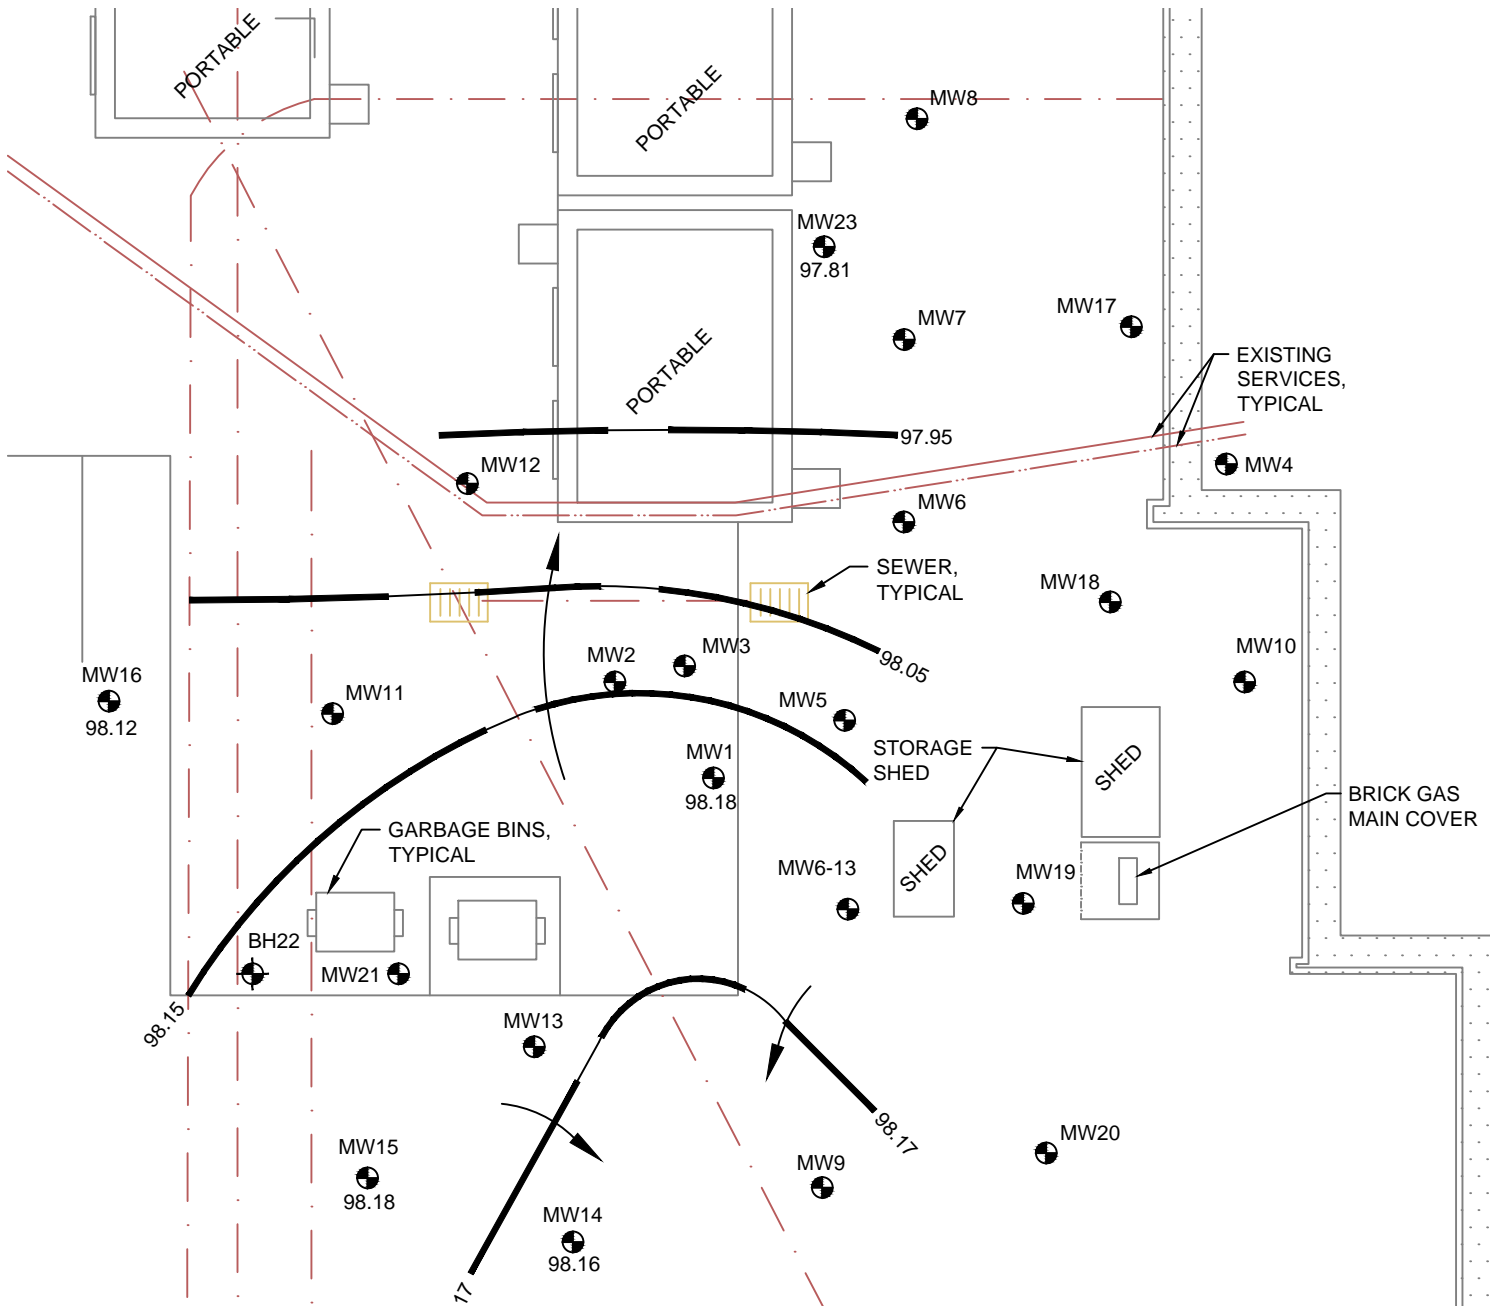 PORTABLE
PORTABLE
MW8
MW23
97.81
MW7
MW17
EXISTING
SERVICES,
TYPICAL
PORTABLE
97.95
MW12
MW4
MW6
SEWER,
TYPICAL
MW18
MW3
MW2
98.05
MW10
MW16
98.12
MW11
MW5
MW1
98.18
STORAGE
SHED
SHED
BRICK GAS
MAIN COVER
GARBAGE BINS,
TYPICAL
MW6-13
SHED
MW19
BH22
MW21
98.15
MW13
98.17
MW20
MW15
98.18
MW9
MW14
98.16
17